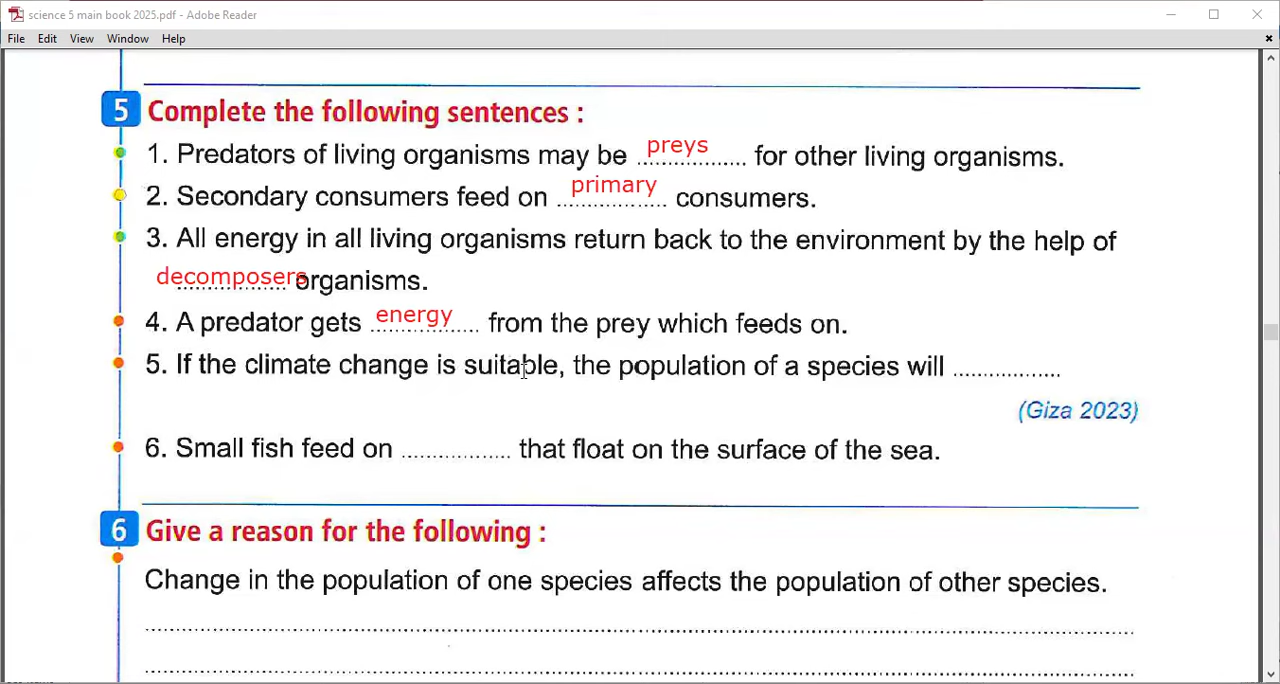 science 5 main book 2025.pdf - Adobe Reader
File Edit View Window Help
5 Complete the following sentences :
1. Predators of living organisms may be preys for other living organisms.
2. Secondary consumers feed on primary consumers.
3. All energy in all living organisms return back to the environment by the help of
decomposers organisms.
4. A predator gets energy from the prey which feeds on.
5. If the climate change is suitable, the population of a species will ..................
(Giza 2023)
6. Small fish feed on .................. that float on the surface of the sea.
6 Give a reason for the following :
Change in the population of one species affects the population of other species.